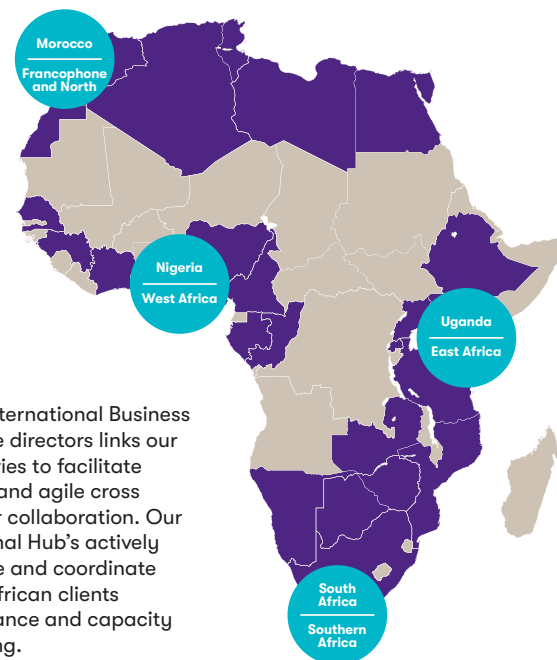 Morocco
Francophone
and North
Nigeria
West Africa
Uganda
East Africa
South
Africa
Southern
Africa
nternational Business
e directors links our
ries to facilitate
and agile cross
r collaboration. Our
nal Hub's actively
e and coordinate
frican clients
ance and capacity
ng.